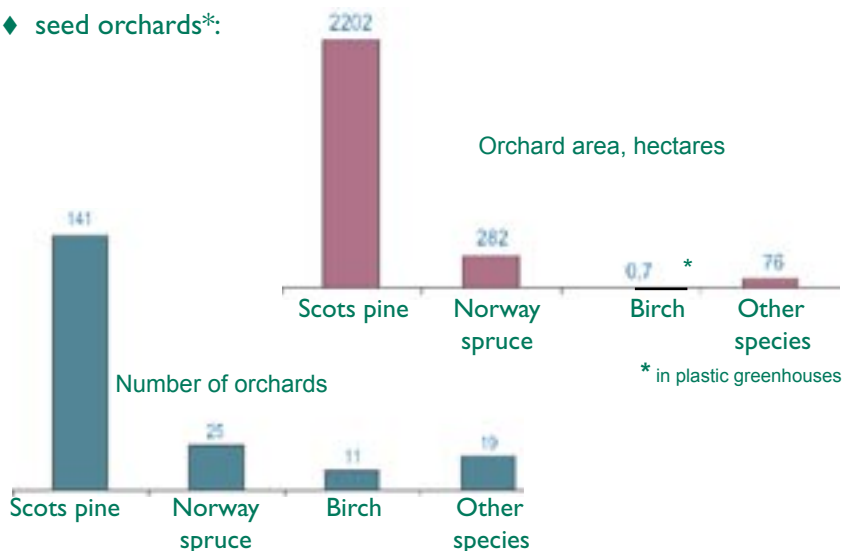 ♦ seed orchards*:
2202
Orchard area, hectares
282
0,7 *
76
Scots pine
Norway
spruce
Birch
Other
species
* in plastic greenhouses
141
Number of orchards
25
11
19
Scots pine
Norway
spruce
Birch
Other
species